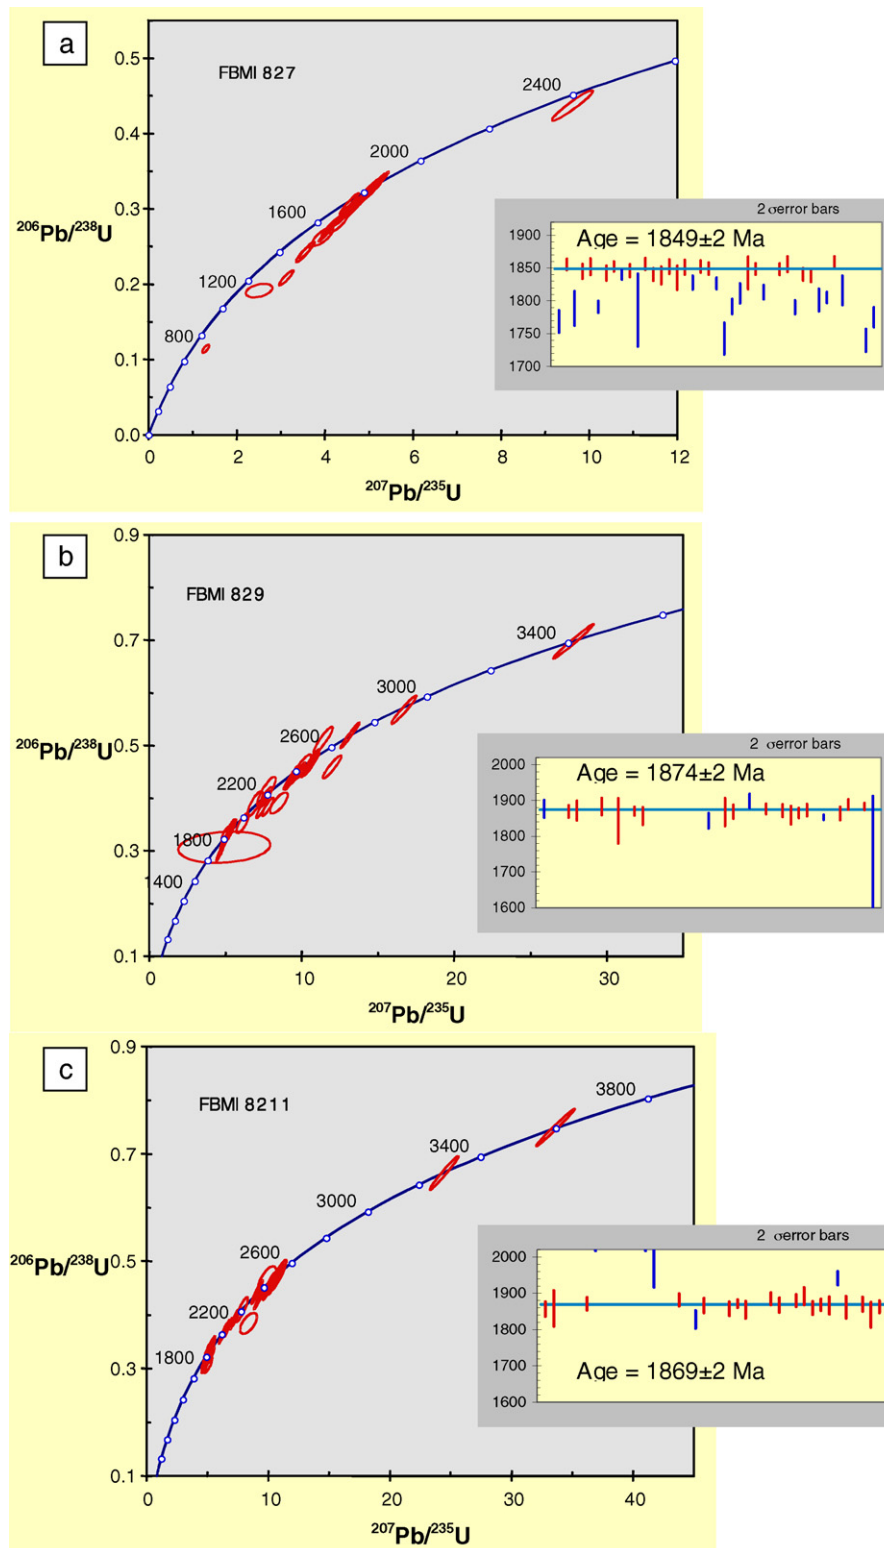 a
FBMI 827
0.5
0.4
0.3
0.2
0.1
0.0
²⁰⁶Pb/²³⁸U
800
1200
1600
2000
2400
0 2 4 6 8 10 12
²⁰⁷Pb/²³⁵U
2 σerror bars
Age = 1849±2 Ma
1900
1850
1800
1750
1700
b
FBMI 829
0.9
0.7
0.5
0.3
0.1
²⁰⁶Pb/²³⁸U
400
1800
2200
2600
3000
3400
0 10 20 30
²⁰⁷Pb/²³⁵U
2 σerror bars
Age = 1874±2 Ma
2000
1900
1800
1700
1600
c
FBMI 8211
0.9
0.7
0.5
0.3
0.1
²⁰⁶Pb/²³⁸U
1800
2200
2600
3000
3400
3800
0 10 20 30 40
²⁰⁷Pb/²³⁵U
2 σerror bars
2000
1900
1800
1700
1600
Age = 1869±2 Ma